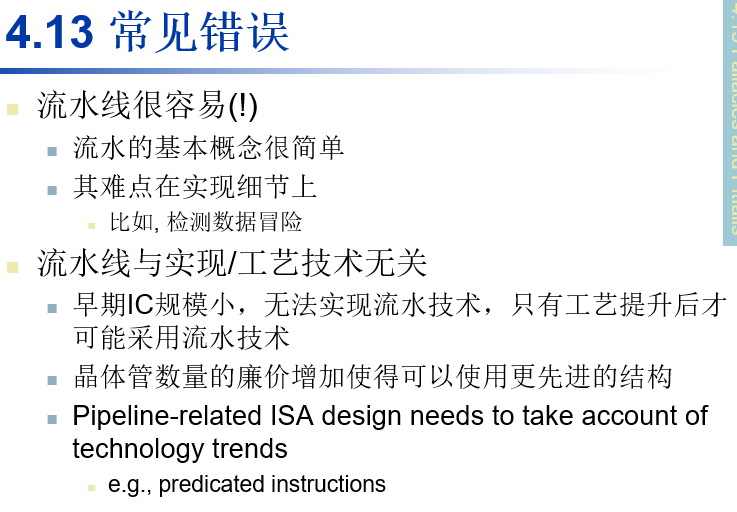 4.13 常见错误
流水线很容易(!)
流水的基本概念很简单
其难点在实现细节上
比如, 检测数据冒险
流水线与实现/工艺技术无关
早期IC规模小，无法实现流水技术，只有工艺提升后才
可能采用流水技术
晶体管数量的廉价增加使得可以使用更先进的结构
Pipeline-related ISA design needs to take account of
technology trends
e.g., predicated instructions